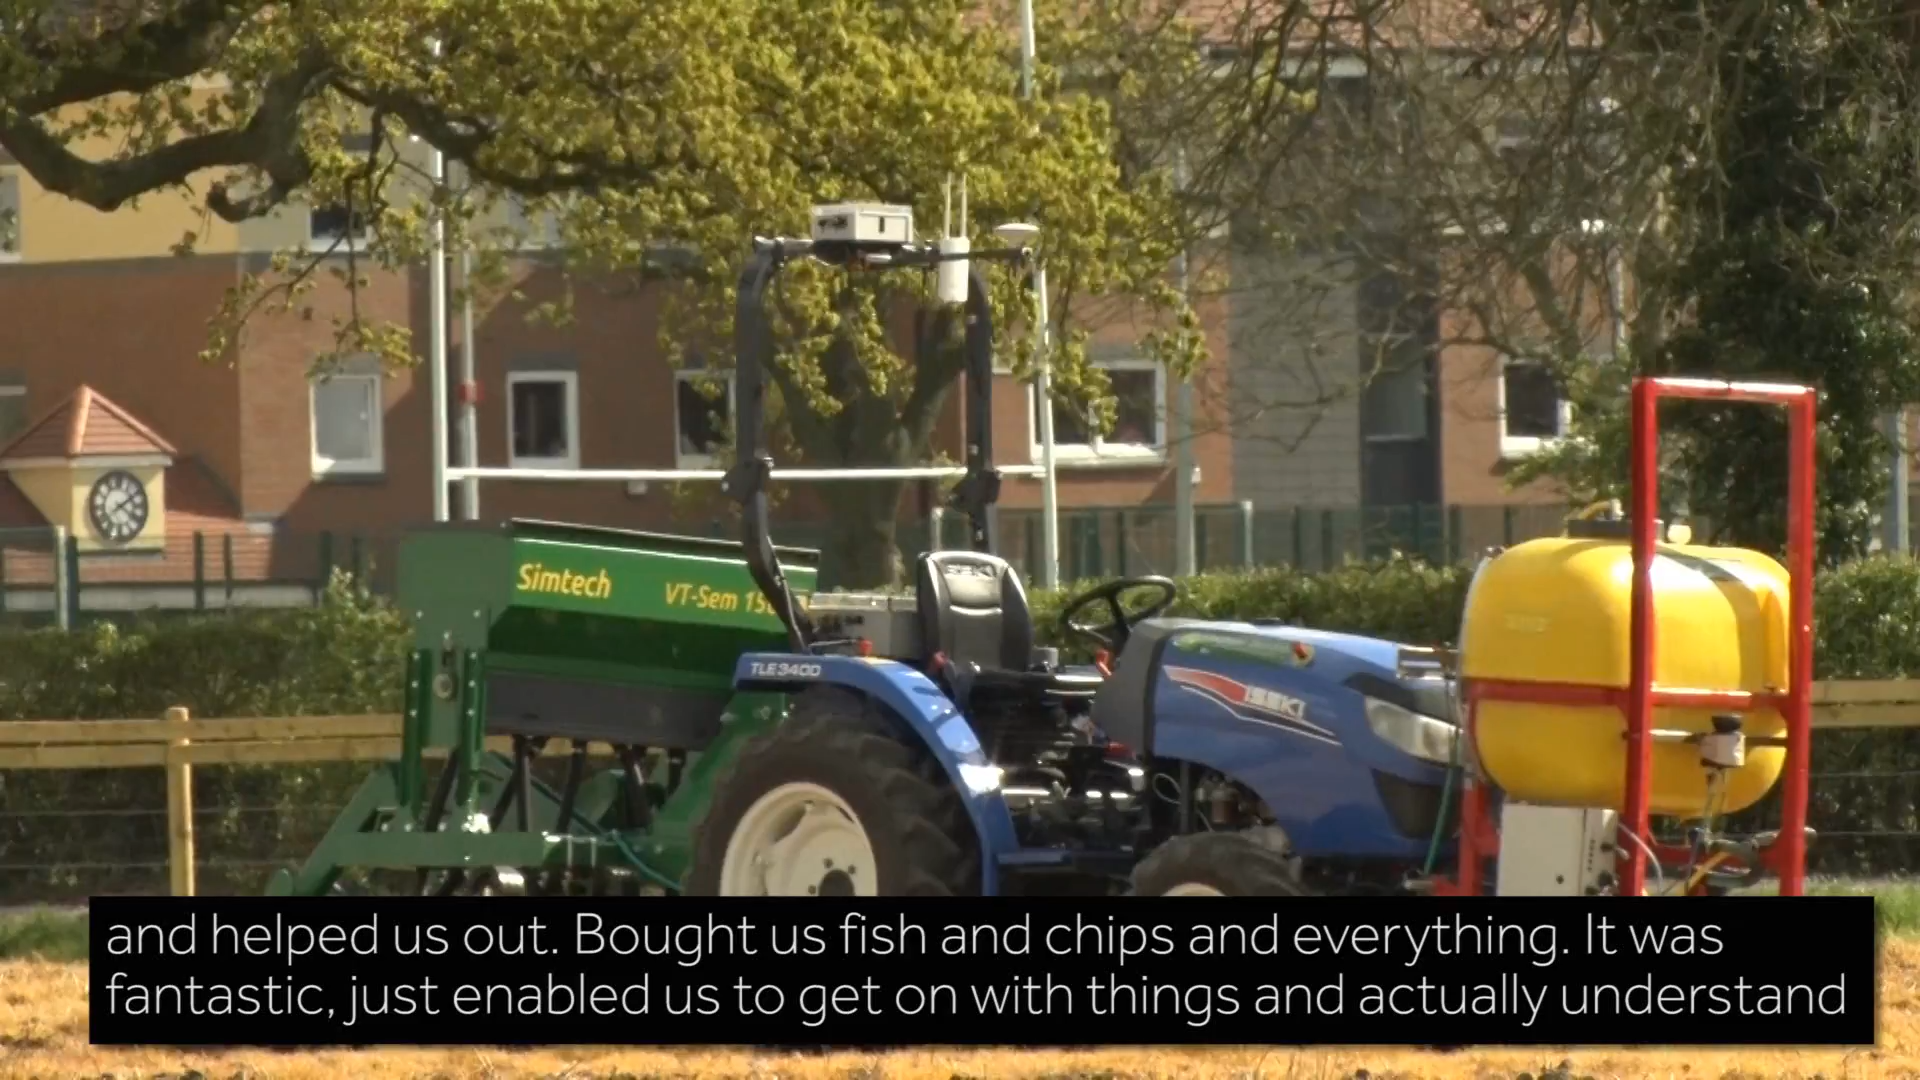 Simtech
VT-Sem
TLE3400
ISEKI
and helped us out. Bought us fish and chips and everything. It was
fantastic, just enabled us to get on with things and actually understand